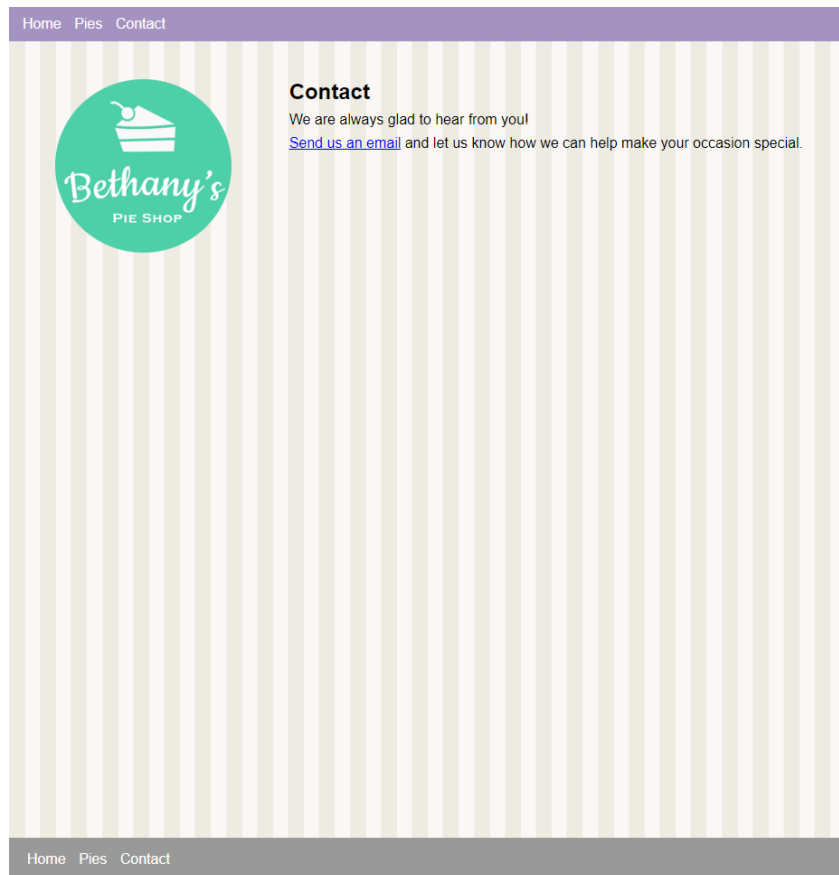 Home Pies Contact
Bethany's
PIE SHOP
Contact
We are always glad to hear from you!
Send us an email and let us know how we can help make your occasion special.
Home Pies Contact